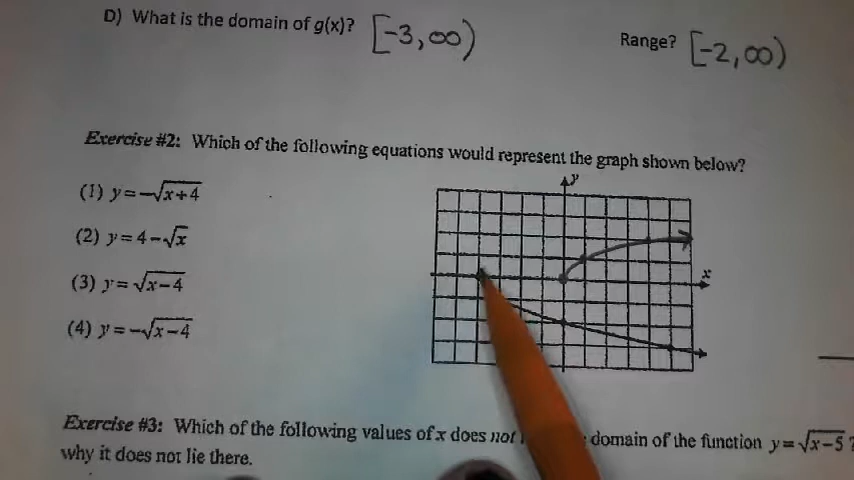 D) What is the domain of g(x)? [-3, ∞) Range? [-2, ∞)
Exercise #2: Which of the following equations would represent the graph shown below?
(1) y = -√(x+4)
(2) y = 4-√x
(3) y = √(x-4)
(4) y = -√(x-4)
y
x
Exercise #3: Which of the following values of x does not domain of the function y = √(x-5) ?
why it does not lie there.